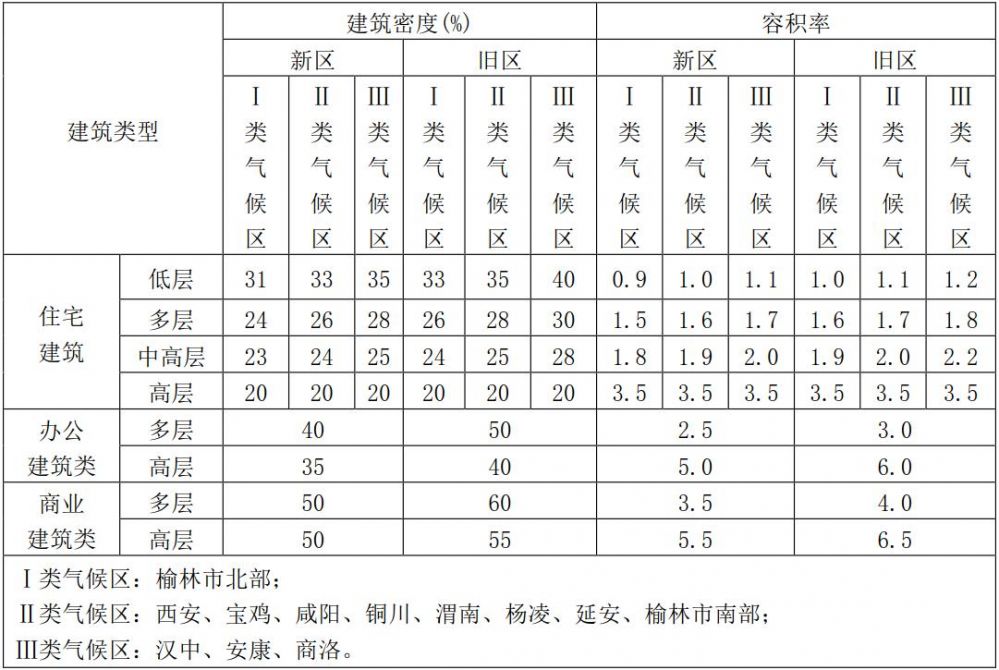 建筑类型 建筑密度(%) 容积率
新区 旧区 新区 旧区
Ⅰ类气候区 Ⅱ类气候区 Ⅲ类气候区 Ⅰ类气候区 Ⅱ类气候区 Ⅲ类气候区 Ⅰ类气候区 Ⅱ类气候区 Ⅲ类气候区 Ⅰ类气候区 Ⅱ类气候区 Ⅲ类气候区
住宅建筑 低层 31 33 35 33 35 40 0.9 1.0 1.1 1.0 1.1 1.2
多层 24 26 28 26 28 30 1.5 1.6 1.7 1.6 1.7 1.8
中高层 23 24 25 24 25 28 1.8 1.9 2.0 1.9 2.0 2.2
高层 20 20 20 20 20 20 3.5 3.5 3.5 3.5 3.5 3.5
办公建筑类 多层 40 50 2.5 3.0
高层 35 40 5.0 6.0
商业建筑类 多层 50 60 3.5 4.0
高层 50 55 5.5 6.5
Ⅰ类气候区：榆林市北部；
Ⅱ类气候区：西安、宝鸡、咸阳、铜川、渭南、杨凌、延安、榆林市南部；
Ⅲ类气候区：汉中、安康、商洛。